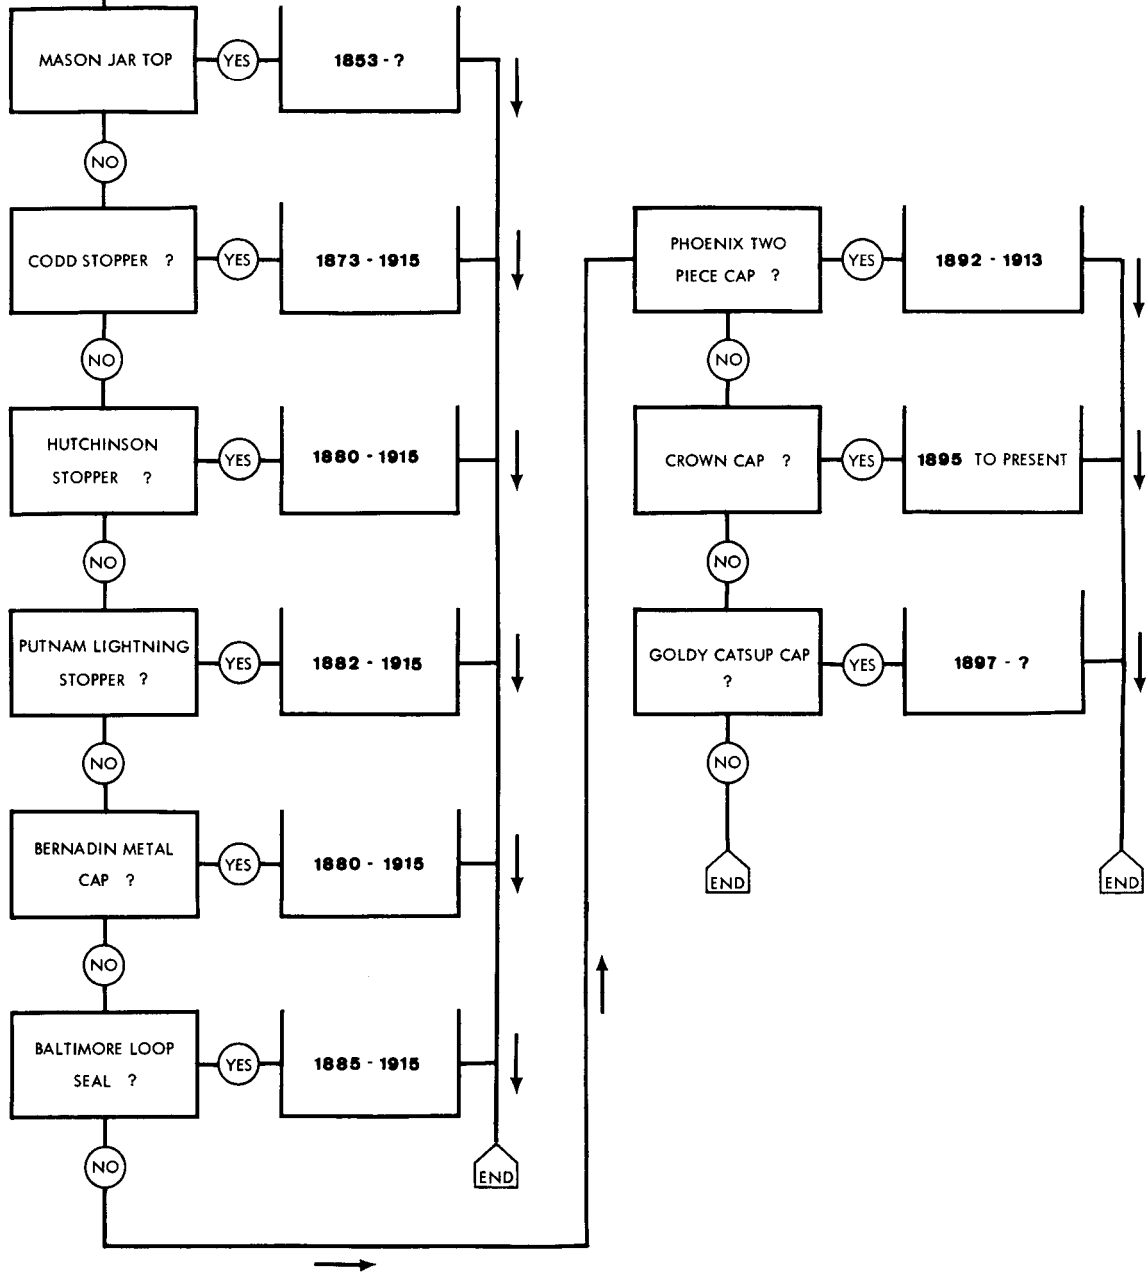 MASON JAR TOP
YES
1853 - ?
NO
CODD STOPPER ?
YES
1873 - 1915
NO
HUTCHINSON
STOPPER ?
YES
1880 - 1915
NO
PUTNAM LIGHTNING
STOPPER ?
YES
1882 - 1915
NO
BERNADIN METAL
CAP ?
YES
1880 - 1915
NO
BALTIMORE LOOP
SEAL ?
YES
1885 - 1915
NO
END
PHOENIX TWO
PIECE CAP ?
YES
1892 - 1913
NO
CROWN CAP ?
YES
1895 TO PRESENT
NO
GOLDY CATSUP CAP
?
YES
1897 - ?
NO
END
END